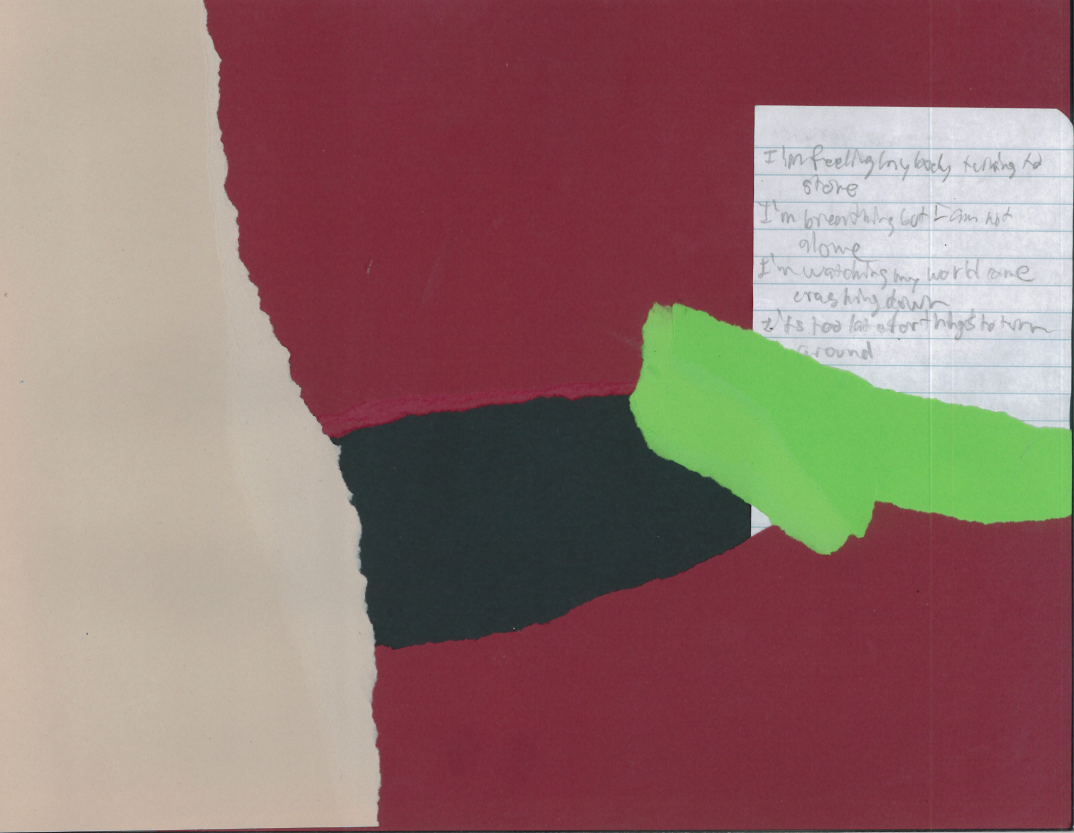 I'm feeling my body turning to
stone
I'm breathing but I am not
alone
I'm watching my world come
crashing down
It's too late for things to turn
around